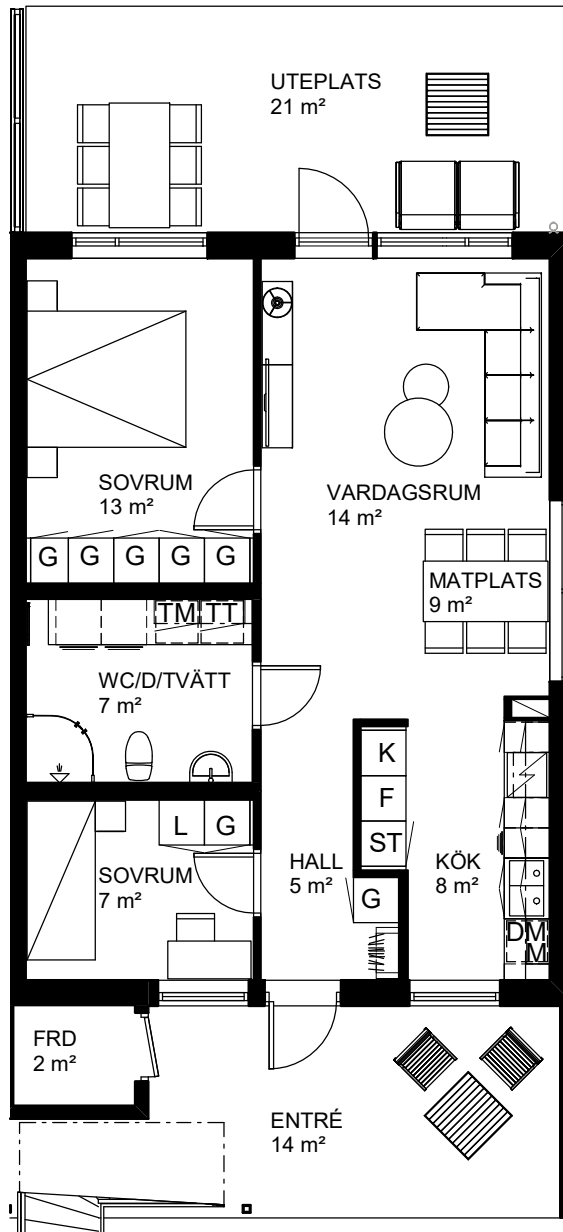 UTEPLATS
21 m²
SOVRUM
13 m²
VARDAGSRUM
14 m²
G G G G G
MATPLATS
9 m²
TM TT
WC/D/TVÄTT
7 m²
K
F
ST
L G
SOVRUM
7 m²
HALL
5 m²
G
KÖK
8 m²
DM
M
FRD
2 m²
ENTRÉ
14 m²